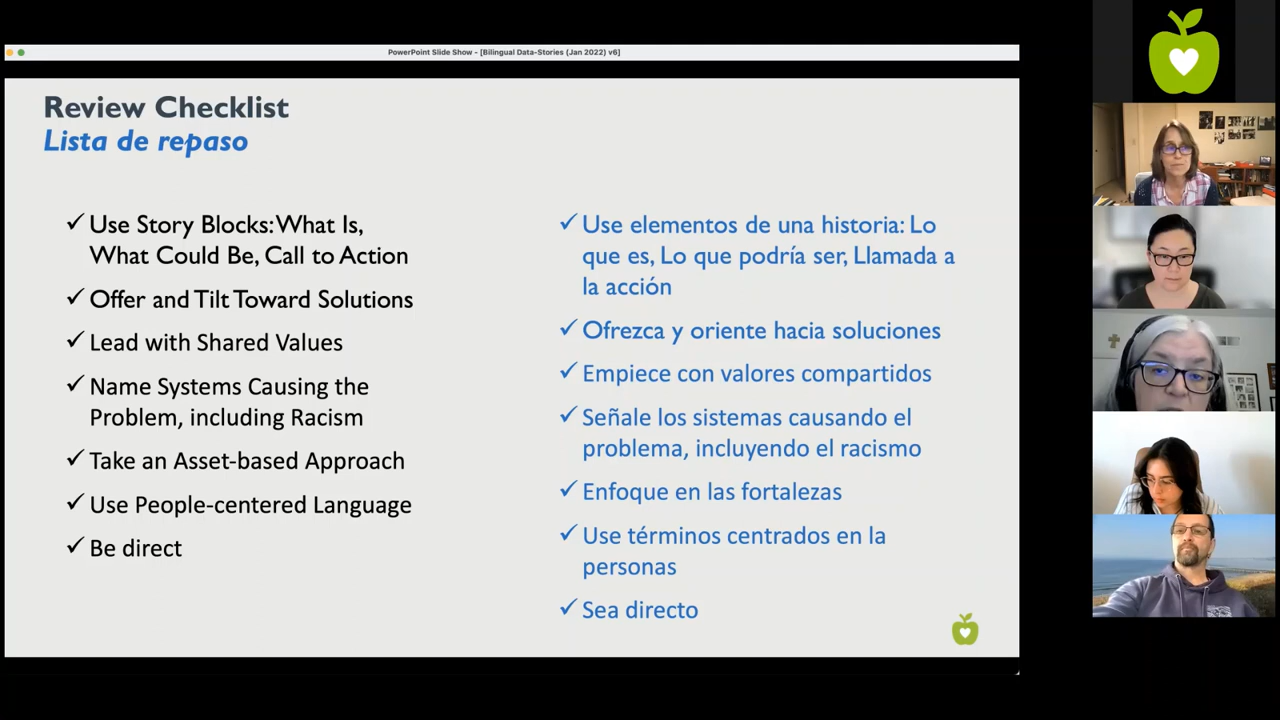 PowerPoint Slide Show - [Bilingual Data-Stories (Jan 2022) v6]
Review Checklist
Lista de repaso
✓ Use Story Blocks: What Is,
What Could Be, Call to Action
✓ Offer and Tilt Toward Solutions
✓ Lead with Shared Values
✓ Name Systems Causing the
Problem, including Racism
✓ Take an Asset-based Approach
✓ Use People-centered Language
✓ Be direct
✓ Use elementos de una historia: Lo
que es, Lo que podría ser, Llamada a
la acción
✓ Ofrezca y oriente hacia soluciones
✓ Empiece con valores compartidos
✓ Señale los sistemas causando el
problema, incluyendo el racismo
✓ Enfoque en las fortalezas
✓ Use términos centrados en la
personas
✓ Sea directo